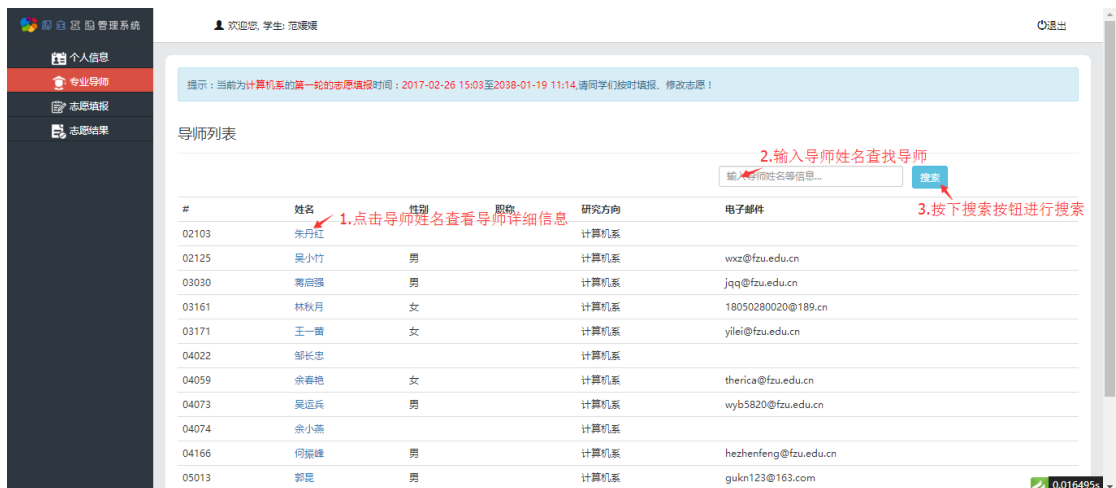 管理系统
欢迎您, 学生: 范媛媛
退出
个人信息
专业导师
志愿填报
志愿结果
提示：当前为计算机系的第一轮的志愿填报时间：2017-02-26 15:03至2038-01-19 11:14,请同学们按时填报、修改志愿！
导师列表
2.输入导师姓名查找导师
输入导师姓名等信息...
搜索
# 姓名 性别 职称 研究方向 电子邮件
1.点击导师姓名查看导师详细信息
3.按下搜索按钮进行搜索
02103 朱丹红 计算机系
02125 吴小竹 男 计算机系 wxz@fzu.edu.cn
03030 蒋启强 男 计算机系 jqq@fzu.edu.cn
03161 林秋月 女 计算机系 18050280020@189.cn
03171 王一蕾 女 计算机系 yilei@fzu.edu.cn
04022 邹长忠 计算机系
04059 余春艳 女 计算机系 therica@fzu.edu.cn
04073 吴运兵 男 计算机系 wyb5820@fzu.edu.cn
04074 余小燕 计算机系
04166 何振峰 男 计算机系 hezhenfeng@fzu.edu.cn
05013 郭昆 男 计算机系 gukn123@163.com
0.016495s